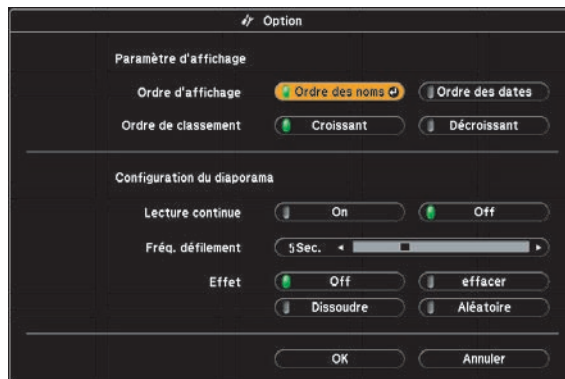 Option
Paramètre d'affichage
Ordre d'affichage Ordre des noms Ordre des dates
Ordre de classement Croissant Décroissant
Configuration du diaporama
Lecture continue On Off
Fréq. défilement 5Sec.
Effet Off effacer
Dissoudre Aléatoire
OK Annuler